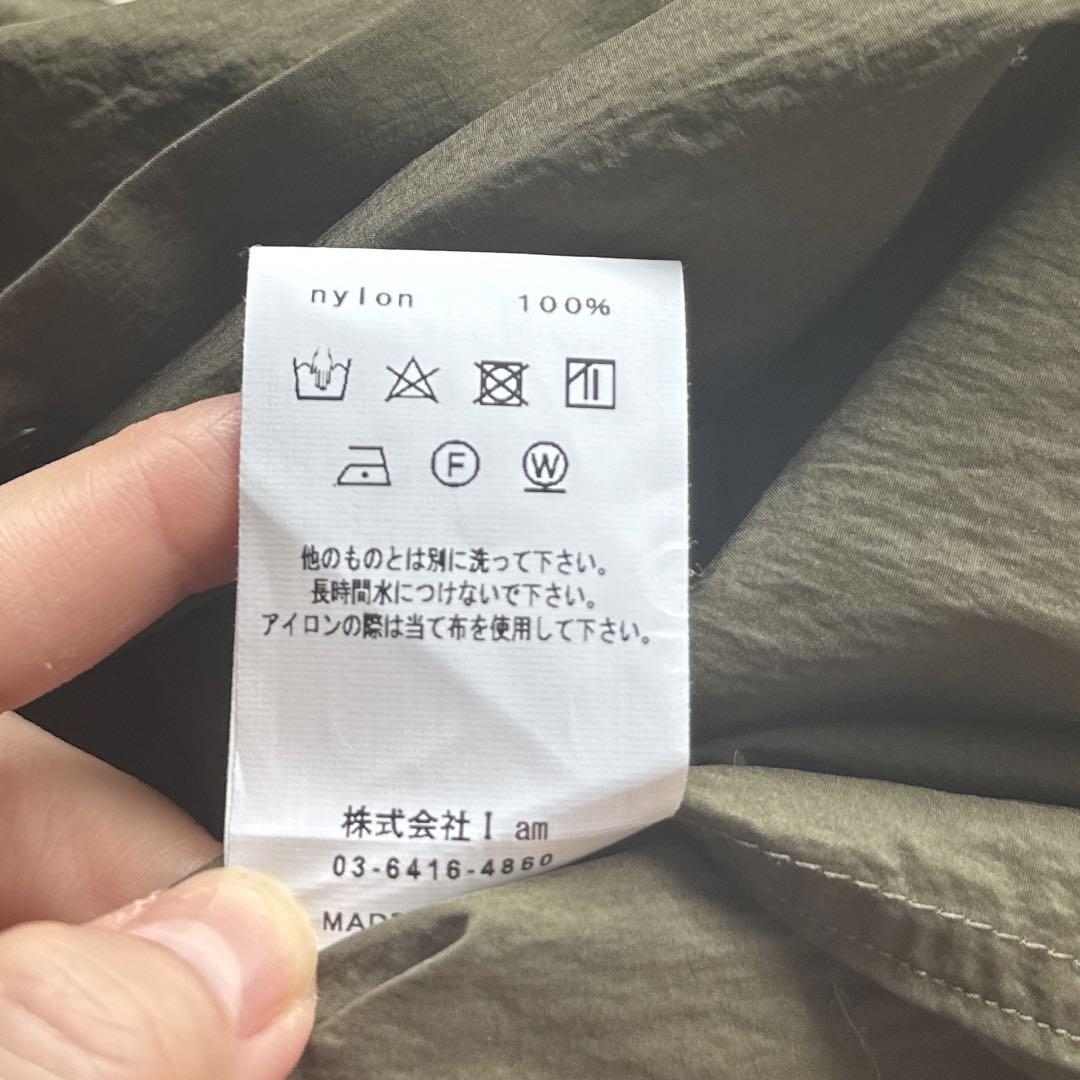 nylon 100%
F W
他のものとは別に洗って下さい。
長時間水につけないで下さい。
アイロンの際は当て布を使用して下さい。
株式会社I am
03-6416-4860